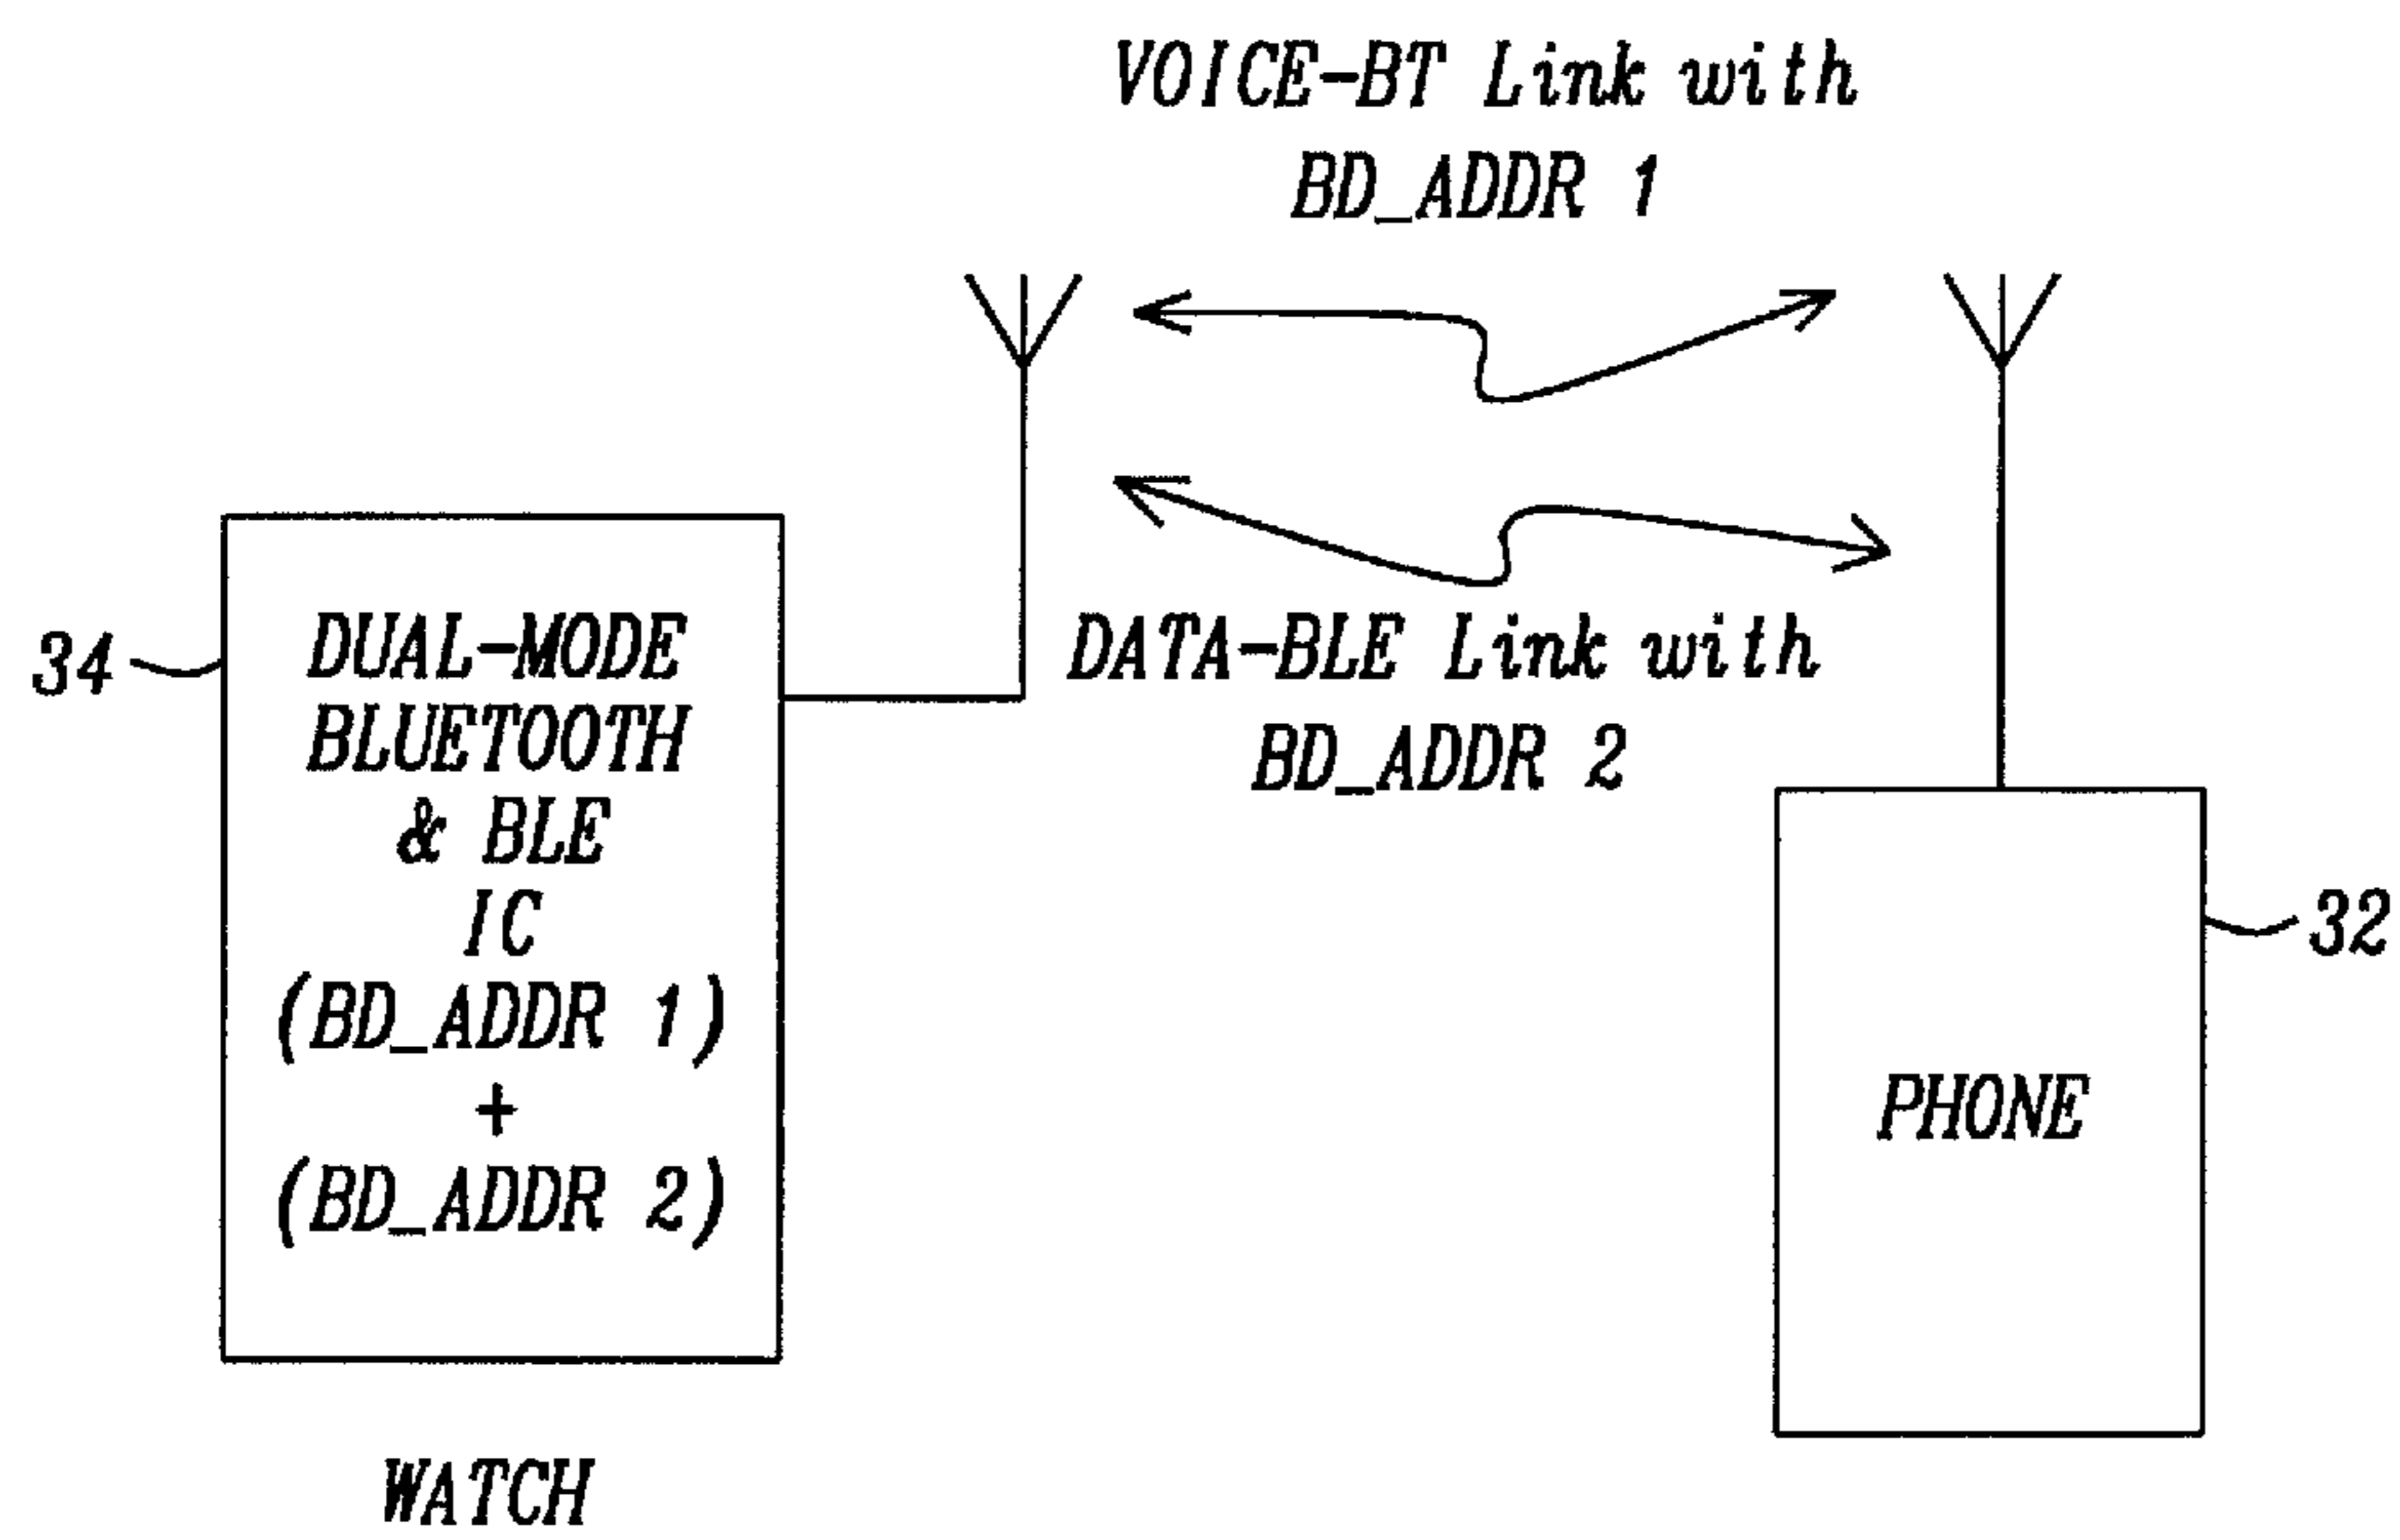 VOICE-BT Link with
BD_ADDR 1
DATA-BLE Link with
BD_ADDR 2
34
DUAL-MODE
BLUETOOTH
& BLE
IC
(BD_ADDR 1)
+
(BD_ADDR 2)
WATCH
32
PHONE